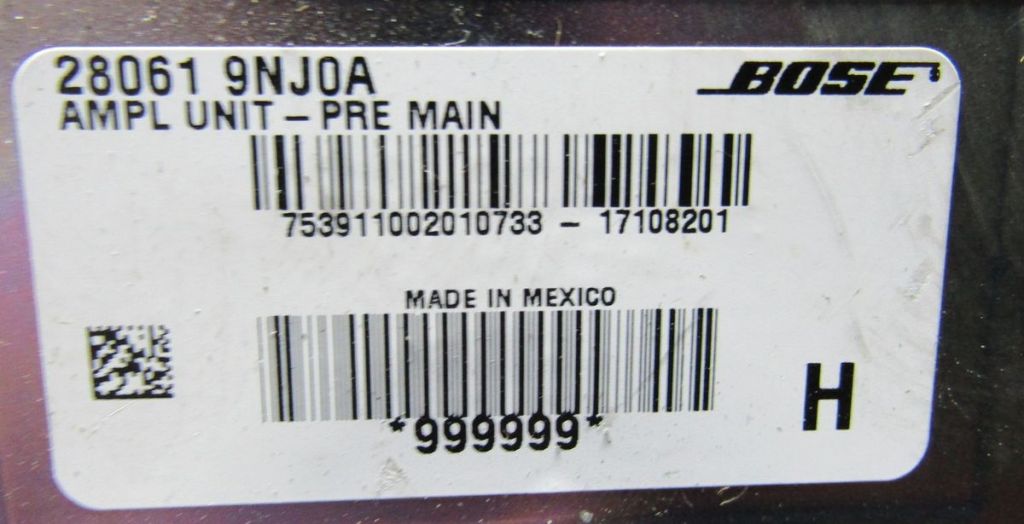 28061 9NJ0A
BOSE
AMPL UNIT - PRE MAIN
753911002010733 - 17108201
MADE IN MEXICO
*999999*
H